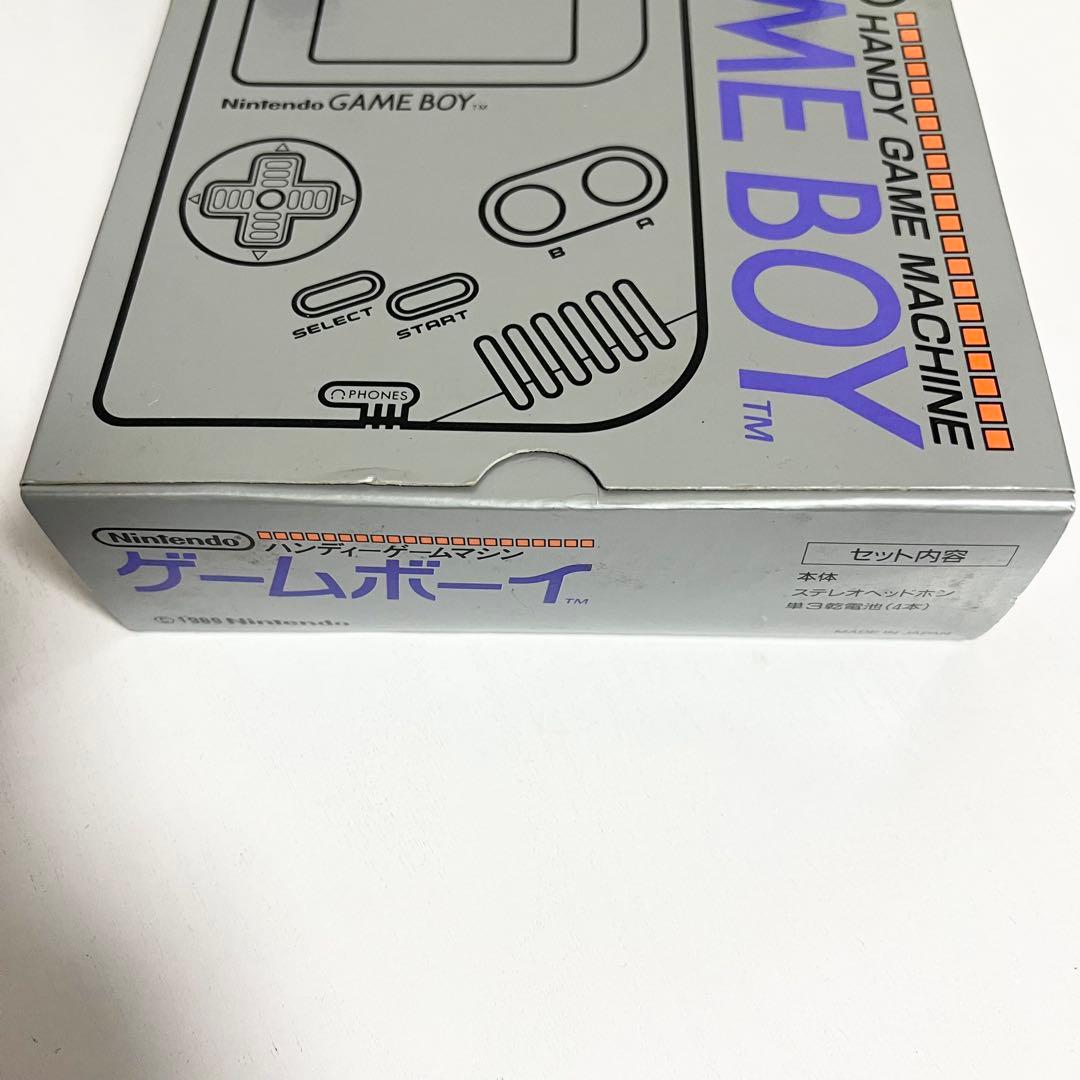 Nintendo GAME BOY™
SELECT
START
B
A
PHONES
HANDY GAME MACHINE
ME BOY™
Nintendo®
ハンディーゲームマシン
ゲームボーイ™
©1989 Nintendo
セット内容
本体
ステレオヘッドホン
単3乾電池(4本)
MADE IN JAPAN